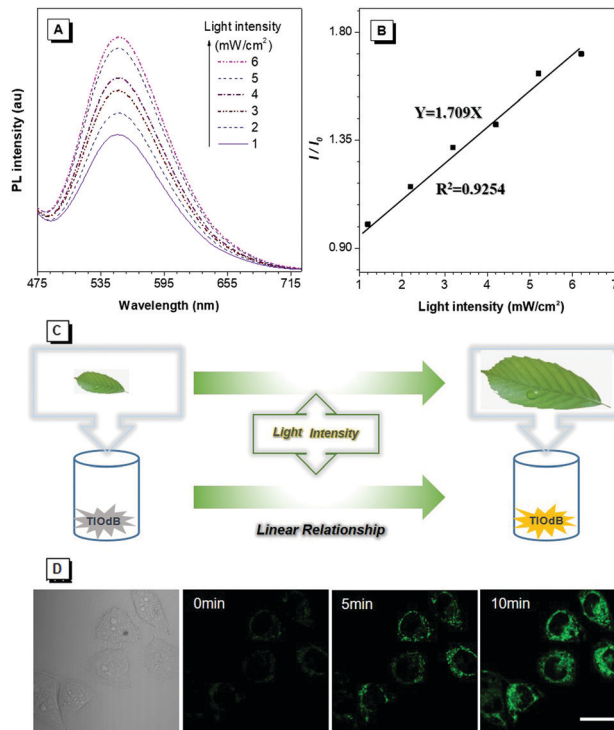 A
Light intensity
(mW/cm²)
6
5
4
3
2
1
PL intensity (au)
475 535 595 655 715
Wavelength (nm)
B
1.80
1.35
0.90
I / I₀
Y=1.709X
R²=0.9254
1 2 3 4 5 6 7
Light intensity (mW/cm²)
C
Light Intensity
Linear Relationship
BPOIT
BPOIT
D
0min
5min
10min